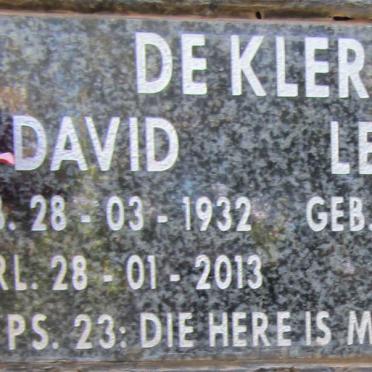 DE KLER
DAVID LE
. 28 - 03 - 1932 GEB.
RL. 28 - 01 - 2013
PS. 23: DIE HERE IS M